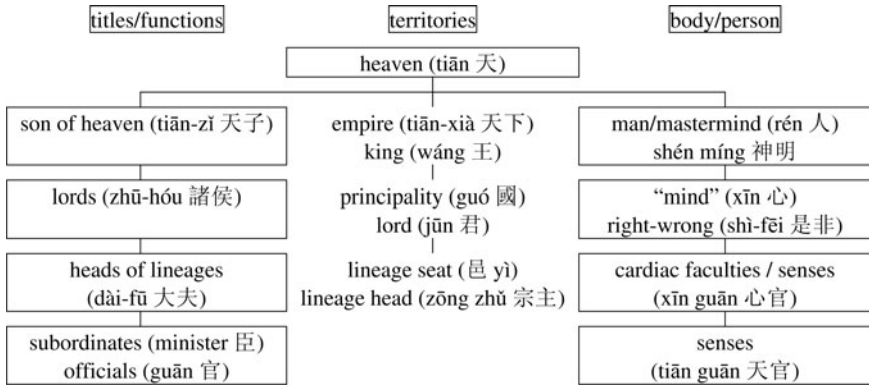 titles/functions
territories
body/person
heaven (tiān 天)
son of heaven (tiān-zǐ 天子)
empire (tiān-xià 天下)
king (wáng 王)
man/mastermind (rén 人)
shén míng 神明
lords (zhū-hóu 諸侯)
principality (guó 國)
lord (jūn 君)
“mind” (xīn 心)
right-wrong (shì-fēi 是非)
heads of lineages
(dài-fū 大夫)
lineage seat (邑 yì)
lineage head (zōng zhǔ 宗主)
cardiac faculties / senses
(xīn guān 心官)
subordinates (minister 臣)
officials (guān 官)
senses
(tiān guān 天官)